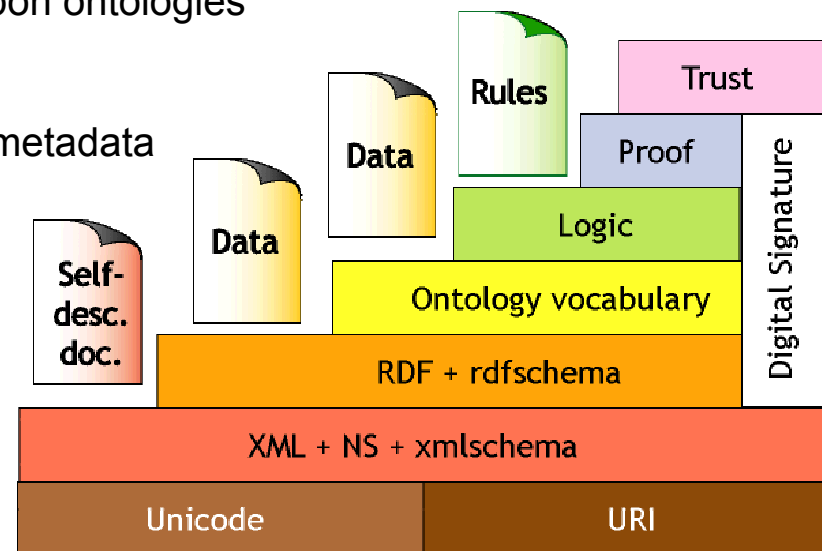 ontologies
metadata
Trust
Rules
Proof
Data
Logic
Data
Self-
desc.
doc.
Ontology vocabulary
Digital Signature
RDF + rdfschema
XML + NS + xmlschema
Unicode
URI